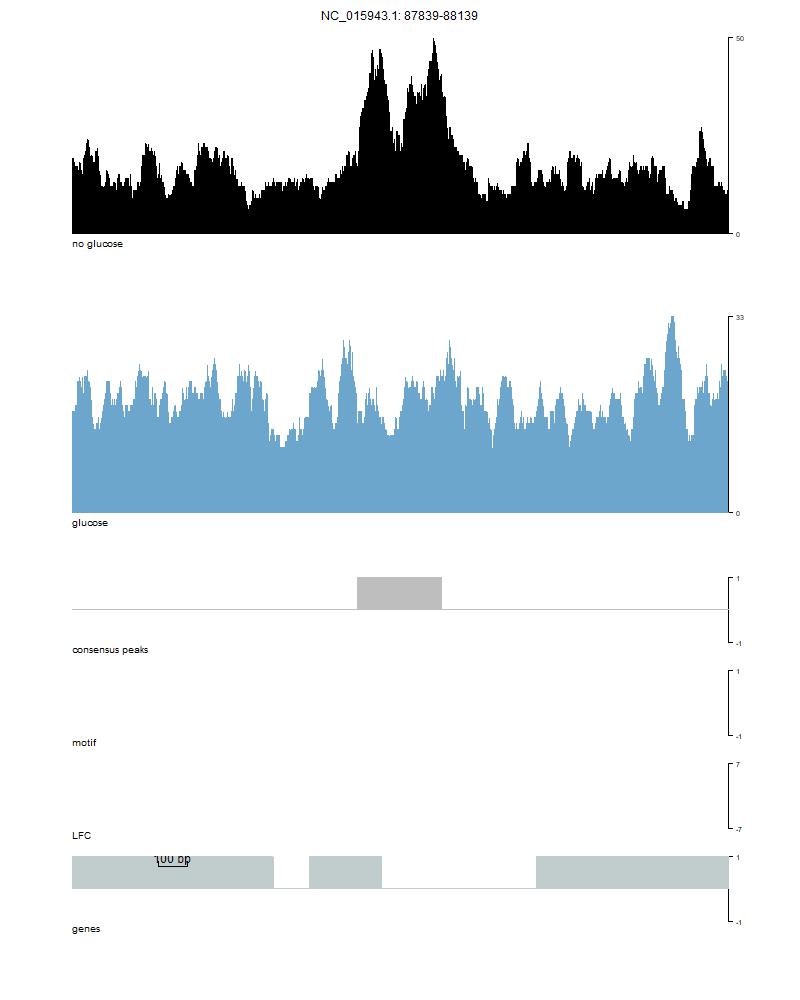 NC_015943.1: 87839-88139
50
0
no glucose
33
0
glucose
1
-1
consensus peaks
1
-1
motif
7
-7
LFC
100 bp
1
-1
genes